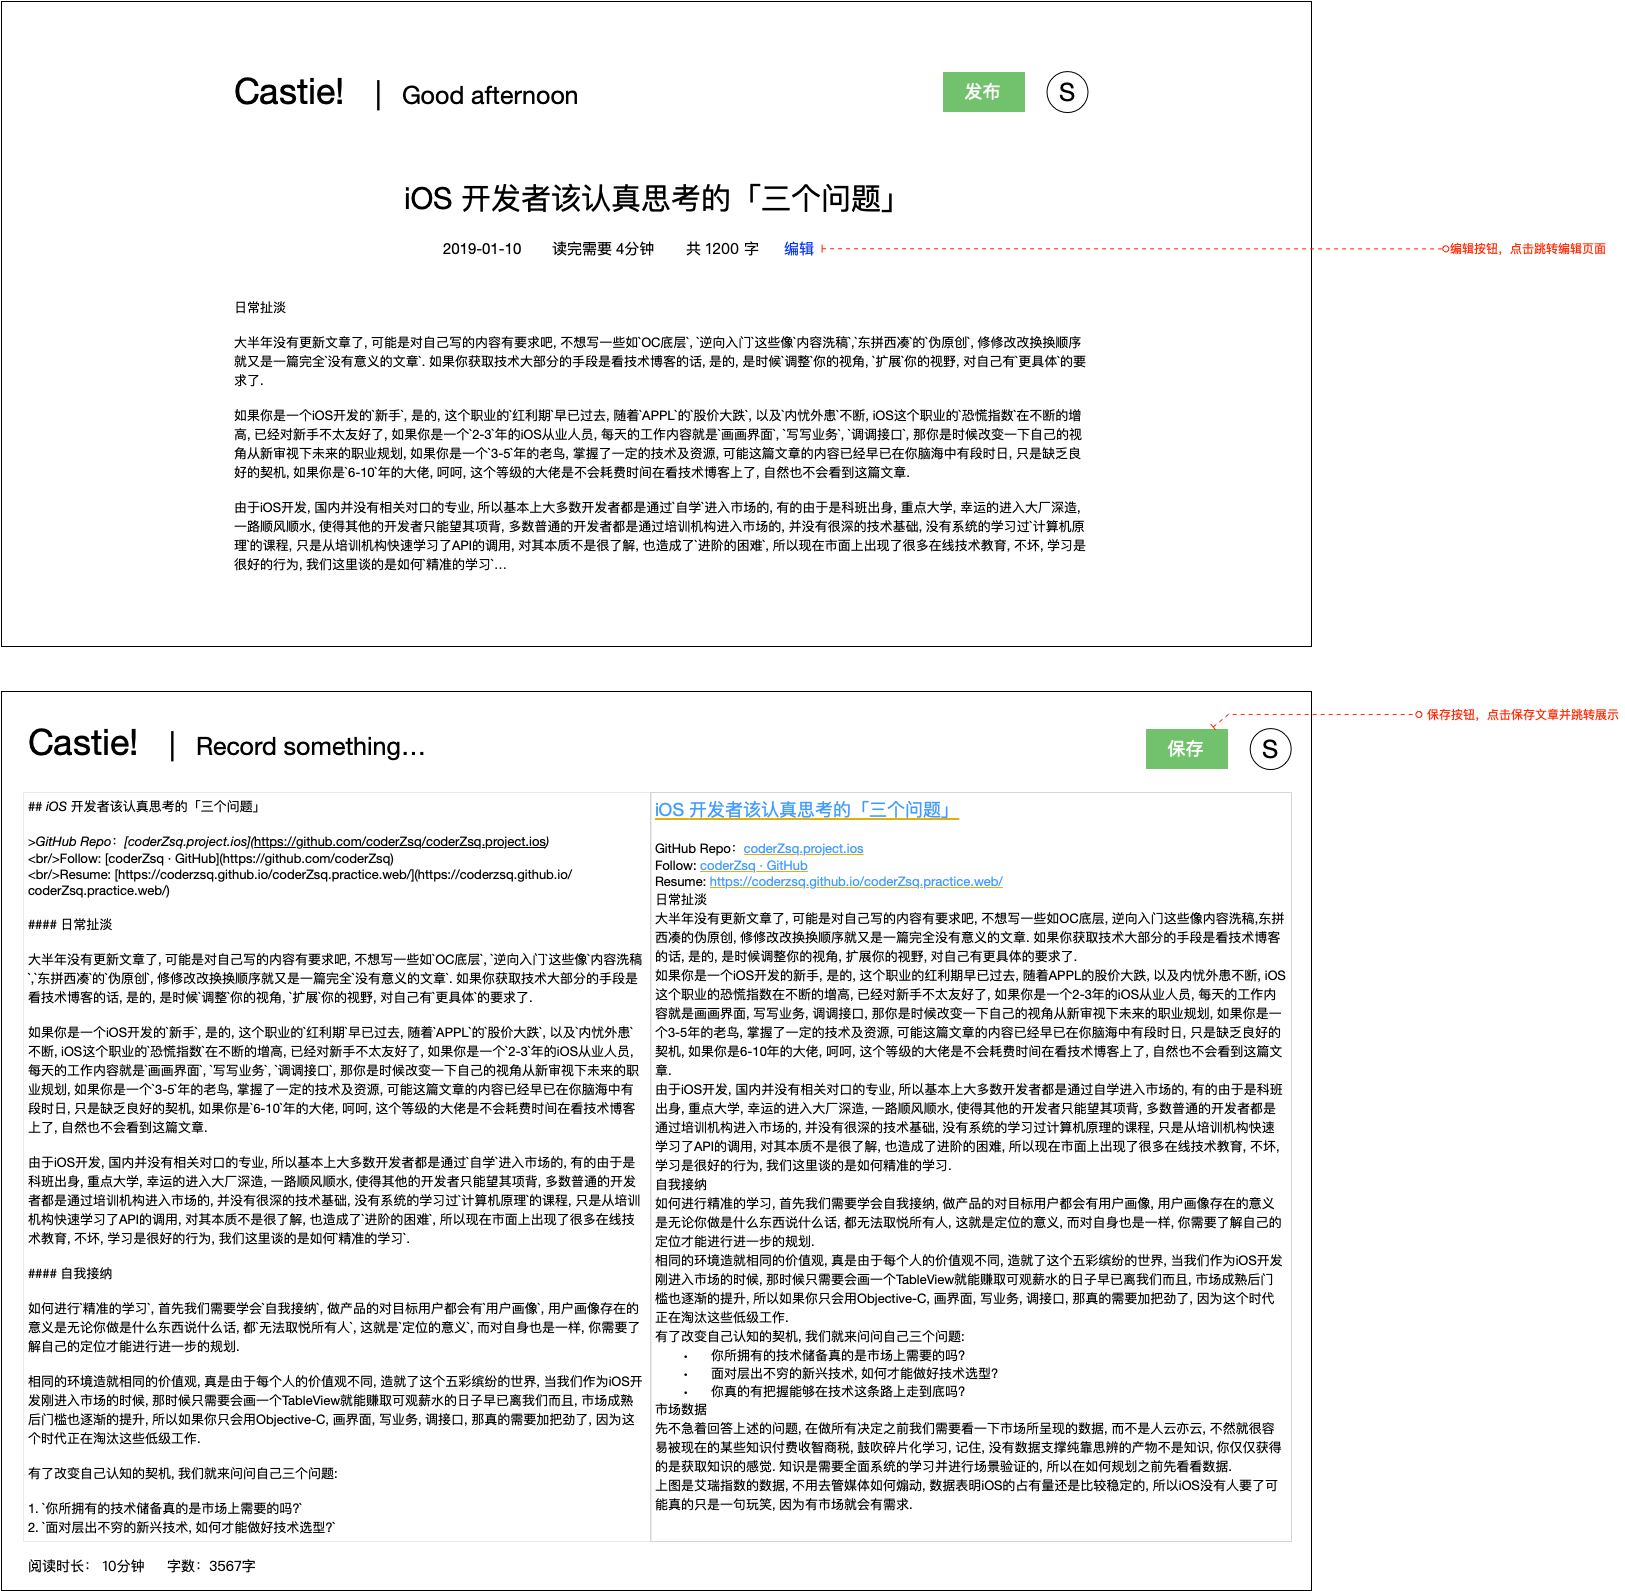 Castie! | Good afternoon 发布 S
iOS 开发者该认真思考的「三个问题」
2019-01-10 读完需要 4分钟 共 1200 字 编辑 编辑按钮，点击跳转编辑页面
日常扯淡
大半年没有更新文章了, 可能是对自己写的内容有要求吧, 不想写一些如`OC底层`, `逆向入门`这些像`内容洗稿`,`东拼西凑`的`伪原创`, 修修改改换换顺序
就又是一篇完全`没有意义的文章`. 如果你获取技术大部分的手段是看技术博客的话, 是的, 是时候`调整`你的视角, `扩展`你的视野, 对自己有`更具体`的要
求了.
如果你是一个iOS开发的`新手`, 是的, 这个职业的`红利期`早已过去, 随着`APPL`的`股价大跌`, 以及`内忧外患`不断, iOS这个职业的`恐慌指数`在不断的增
高, 已经对新手不太友好了, 如果你是一个`2-3`年的iOS从业人员, 每天的工作内容就是`画画界面`, `写写业务`, `调调接口`, 那你是时候改变一下自己的视
角从新审视下未来的职业规划, 如果你是一个`3-5`年的老鸟, 掌握了一定的技术及资源, 可能这篇文章的内容已经早已在你脑海中有段时日, 只是缺乏良
好的契机, 如果你是`6-10`年的大佬, 呵呵, 这个等级的大佬是不会耗费时间在看技术博客上了, 自然也不会看到这篇文章.
由于iOS开发, 国内并没有相关对口的专业, 所以基本上大多数开发者都是通过`自学`进入市场的, 有的由于是科班出身, 重点大学, 幸运的进入大厂深造,
一路顺风顺水, 使得其他的开发者只能望其项背, 多数普通的开发者都是通过培训机构进入市场的, 并没有很深的技术基础, 没有系统的学习过`计算机原
理`的课程, 只是从培训机构快速学习了API的调用, 对其本质不是很了解, 也造成了`进阶的困难`, 所以现在市面上出现了很多在线技术教育, 不坏, 学习是
很好的行为, 我们这里谈的是如何`精准的学习`…
保存按钮，点击保存文章并跳转展示
Castie! | Record something… 保存 S
## iOS 开发者该认真思考的「三个问题」
>GitHub Repo：[coderZsq.project.ios](https://github.com/coderZsq/coderZsq.project.ios)
<br/>Follow: [coderZsq · GitHub](https://github.com/coderZsq)
<br/>Resume: [https://coderzsq.github.io/coderZsq.practice.web/](https://coderzsq.github.io/
coderZsq.practice.web/)
#### 日常扯淡
大半年没有更新文章了, 可能是对自己写的内容有要求吧, 不想写一些如`OC底层`, `逆向入门`这些像`内容洗稿
`,`东拼西凑`的`伪原创`, 修修改改换换顺序就又是一篇完全`没有意义的文章`. 如果你获取技术大部分的手段是
看技术博客的话, 是的, 是时候`调整`你的视角, `扩展`你的视野, 对自己有`更具体`的要求了.
如果你是一个iOS开发的`新手`, 是的, 这个职业的`红利期`早已过去, 随着`APPL`的`股价大跌`, 以及`内忧外患`
不断, iOS这个职业的`恐慌指数`在不断的增高, 已经对新手不太友好了, 如果你是一个`2-3`年的iOS从业人员,
每天的工作内容就是`画画界面`, `写写业务`, `调调接口`, 那你是时候改变一下自己的视角从新审视下未来的职
业规划, 如果你是一个`3-5`年的老鸟, 掌握了一定的技术及资源, 可能这篇文章的内容已经早已在你脑海中有
段时日, 只是缺乏良好的契机, 如果你是`6-10`年的大佬, 呵呵, 这个等级的大佬是不会耗费时间在看技术博客
上了, 自然也不会看到这篇文章.
由于iOS开发, 国内并没有相关对口的专业, 所以基本上大多数开发者都是通过`自学`进入市场的, 有的由于是
科班出身, 重点大学, 幸运的进入大厂深造, 一路顺风顺水, 使得其他的开发者只能望其项背, 多数普通的开发
者都是通过培训机构进入市场的, 并没有很深的技术基础, 没有系统的学习过`计算机原理`的课程, 只是从培训
机构快速学习了API的调用, 对其本质不是很了解, 也造成了`进阶的困难`, 所以现在市面上出现了很多在线技
术教育, 不坏, 学习是很好的行为, 我们这里谈的是如何`精准的学习`.
#### 自我接纳
如何进行`精准的学习`, 首先我们需要学会`自我接纳`, 做产品的对目标用户都会有`用户画像`, 用户画像存在的
意义是无论你做是什么东西说什么话, 都`无法取悦所有人`, 这就是`定位的意义`, 而对自身也是一样, 你需要了
解自己的定位才能进行进一步的规划.
相同的环境造就相同的价值观, 真是由于每个人的价值观不同, 造就了这个五彩缤纷的世界, 当我们作为iOS开
发刚进入市场的时候, 那时候只需要会画一个TableView就能赚取可观薪水的日子早已离我们而且, 市场成熟
后门槛也逐渐的提升, 所以如果你只会用Objective-C, 画界面, 写业务, 调接口, 那真的需要加把劲了, 因为这
个时代正在淘汰这些低级工作.
有了改变自己认知的契机, 我们就来问问自己三个问题:
1. `你所拥有的技术储备真的是市场上需要的吗?`
2. `面对层出不穷的新兴技术, 如何才能做好技术选型?`
iOS 开发者该认真思考的「三个问题」
GitHub Repo：coderZsq.project.ios
Follow: coderZsq · GitHub
Resume: https://coderzsq.github.io/coderZsq.practice.web/
日常扯淡
大半年没有更新文章了, 可能是对自己写的内容有要求吧, 不想写一些如OC底层, 逆向入门这些像内容洗稿,东拼
西凑的伪原创, 修修改改换换顺序就又是一篇完全没有意义的文章. 如果你获取技术大部分的手段是看技术博客
的话, 是的, 是时候调整你的视角, 扩展你的视野, 对自己有更具体的要求了.
如果你是一个iOS开发的新手, 是的, 这个职业的红利期早已过去, 随着APPL的股价大跌, 以及内忧外患不断, iOS
这个职业的恐慌指数在不断的增高, 已经对新手不太友好了, 如果你是一个2-3年的iOS从业人员, 每天的工作内
容就是画画界面, 写写业务, 调调接口, 那你是时候改变一下自己的视角从新审视下未来的职业规划, 如果你是一
个3-5年的老鸟, 掌握了一定的技术及资源, 可能这篇文章的内容已经早已在你脑海中有段时日, 只是缺乏良好的
契机, 如果你是6-10年的大佬, 呵呵, 这个等级的大佬是不会耗费时间在看技术博客上了, 自然也不会看到这篇文
章.
由于iOS开发, 国内并没有相关对口的专业, 所以基本上大多数开发者都是通过自学进入市场的, 有的由于是科班
出身, 重点大学, 幸运的进入大厂深造, 一路顺风顺水, 使得其他的开发者只能望其项背, 多数普通的开发者都是
通过培训机构进入市场的, 并没有很深的技术基础, 没有系统的学习过计算机原理的课程, 只是从培训机构快速
学习了API的调用, 对其本质不是很了解, 也造成了进阶的困难, 所以现在市面上出现了很多在线技术教育, 不坏,
学习是很好的行为, 我们这里谈的是如何精准的学习.
自我接纳
如何进行精准的学习, 首先我们需要学会自我接纳, 做产品的对目标用户都会有用户画像, 用户画像存在的意义
是无论你做是什么东西说什么话, 都无法取悦所有人, 这就是定位的意义, 而对自身也是一样, 你需要了解自己的
定位才能进行进一步的规划.
相同的环境造就相同的价值观, 真是由于每个人的价值观不同, 造就了这个五彩缤纷的世界, 当我们作为iOS开发
刚进入市场的时候, 那时候只需要会画一个TableView就能赚取可观薪水的日子早已离我们而且, 市场成熟后门
槛也逐渐的提升, 所以如果你只会用Objective-C, 画界面, 写业务, 调接口, 那真的需要加把劲了, 因为这个时代
正在淘汰这些低级工作.
有了改变自己认知的契机, 我们就来问问自己三个问题:
• 你所拥有的技术储备真的是市场上需要的吗?
• 面对层出不穷的新兴技术, 如何才能做好技术选型?
• 你真的有把握能够在技术这条路上走到底吗?
市场数据
先不急着回答上述的问题, 在做所有决定之前我们需要看一下市场所呈现的数据, 而不是人云亦云, 不然就很容
易被现在的某些知识付费收智商税, 鼓吹碎片化学习, 记住, 没有数据支撑纯靠思辨的产物不是知识, 你仅仅获得
的是获取知识的感觉. 知识是需要全面系统的学习并进行场景验证的, 所以在如何规划之前先看看数据.
上图是艾瑞指数的数据, 不用去管媒体如何煽动, 数据表明iOS的占有量还是比较稳定的, 所以iOS没有人要了可
能真的只是一句玩笑, 因为有市场就会有需求.
阅读时长： 10分钟 字数：3567字